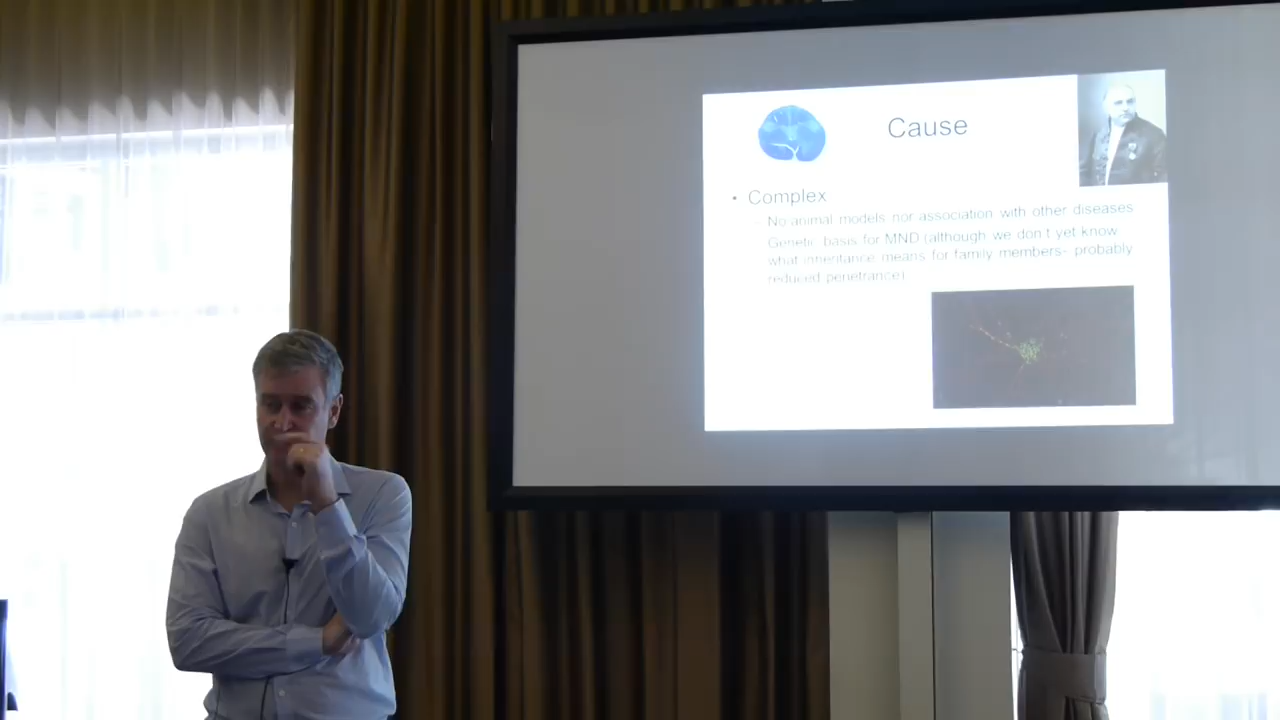 Cause
• Complex
– No animal models nor association with other diseases
Genetic basis for MND (although we don't yet know
what inheritance means for family members- probably
reduced penetrance)